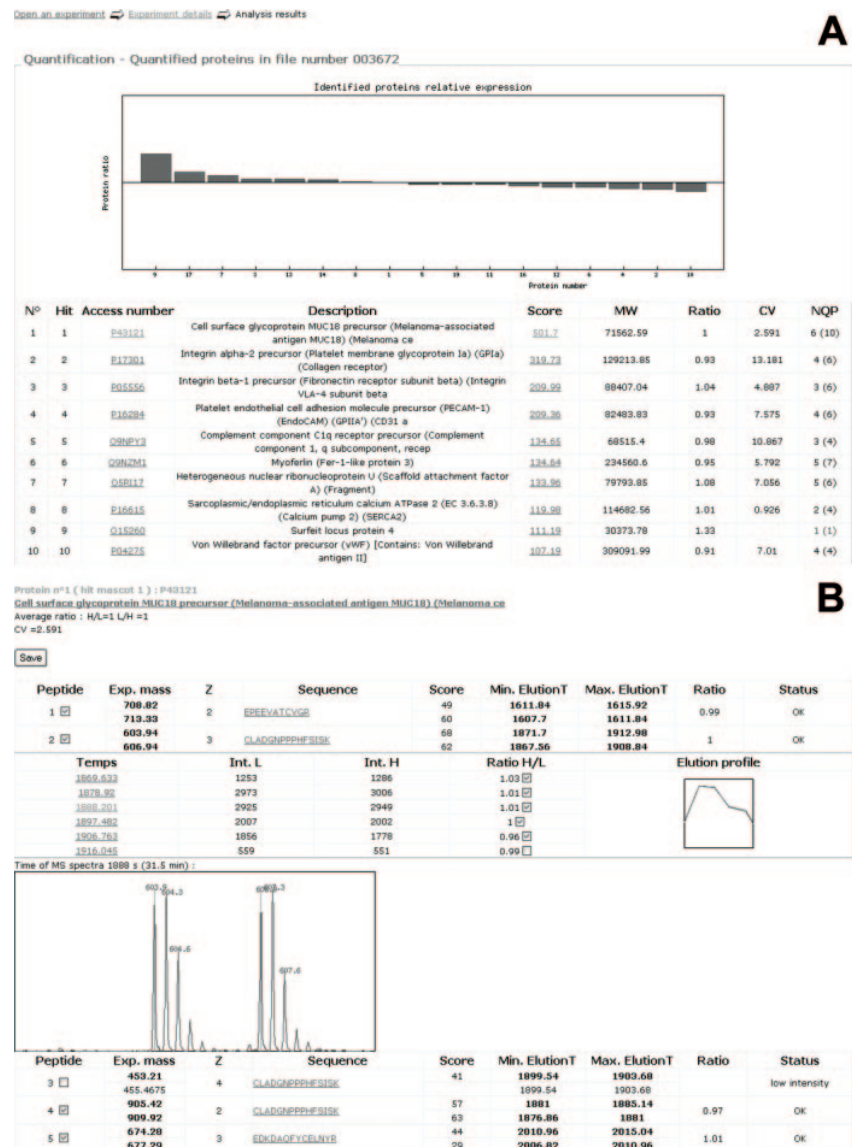 Open an experiment Experiment details Analysis results
A
Quantification - Quantified proteins in file number 003672
Identified proteins relative expression
Protein ratio
9 17 7 3 13 14 8 1 5 11 16 12 6 4 2
Protein number
N° Hit Access number Description Score MW Ratio CV NQP
1 1 P43121 Cell surface glycoprotein MUC18 precursor (Melanoma-associated antigen MUC18) (Melanoma ce 501.7 71562.59 1 2.591 6 (10)
2 2 P17301 Integrin alpha-2 precursor (Platelet membrane glycoprotein Ia) (GPIa) (Collagen receptor) 319.73 129213.85 0.93 13.181 4 (6)
3 3 P05556 Integrin beta-1 precursor (Fibronectin receptor subunit beta) (Integrin VLA-4 subunit beta 209.99 88407.04 1.04 4.887 3 (6)
4 4 P16284 Platelet endothelial cell adhesion molecule precursor (PECAM-1) (EndoCAM) (GPIIA') (CD31 a 209.36 82483.83 0.93 7.575 4 (6)
5 5 Q9NPY3 Complement component C1q receptor precursor (Complement component 1, q subcomponent, recep 134.65 68515.4 0.98 10.867 3 (4)
6 6 Q9NZM1 Myoferlin (Fer-1-like protein 3) 134.64 234560.6 0.95 5.792 5 (7)
7 7 Q5RI17 Heterogeneous nuclear ribonucleoprotein U (Scaffold attachment factor A) (Fragment) 133.96 79793.85 1.08 7.056 5 (6)
8 8 P16615 Sarcoplasmic/endoplasmic reticulum calcium ATPase 2 (EC 3.6.3.8) (Calcium pump 2) (SERCA2) 119.98 114682.56 1.01 0.926 2 (4)
9 9 O15260 Surfeit locus protein 4 111.19 30373.78 1.33 1 (1)
10 10 P04275 Von Willebrand factor precursor (vWF) [Contains: Von Willebrand antigen II] 107.19 309091.99 0.91 7.01 4 (4)
B
Protein n°1 ( hit mascot 1 ) : P43121
Cell surface glycoprotein MUC18 precursor (Melanoma-associated antigen MUC18) (Melanoma ce
Average ratio : H/L=1 L/H =1
CV =2.591
Save
Peptide Exp. mass Z Sequence Score Min. ElutionT Max. ElutionT Ratio Status
1 708.82 713.33 2 EPEEVATCVGR 49 60 1611.84 1607.7 1615.92 1611.84 0.99 OK
2 603.94 606.94 3 CLADGNPPPHFSISK 68 62 1871.7 1867.56 1912.98 1908.84 1 OK
Temps Int. L Int. H Ratio H/L Elution profile
1869.633 1253 1286 1.03
1878.92 2973 3006 1.01
1888.201 2925 2949 1.01
1897.482 2007 2002 1
1906.763 1856 1778 0.96
1916.045 559 551 0.99
Time of MS spectra 1888 s (31.5 min) :
603.9 604.3
604.6
607.6
Peptide Exp. mass Z Sequence Score Min. ElutionT Max. ElutionT Ratio Status
3 453.21 455.4675 4 CLADGNPPPHFSISK 41 1899.54 1899.54 1903.68 1903.68 low intensity
4 905.42 909.92 2 CLADGNPPPHFSISK 57 63 1881 1876.86 1885.14 1881 0.97 OK
5 674.28 677.29 3 EDKDAQFYCELNYR 44 29 2010.96 2006.82 2015.04 2010.96 1.01 OK